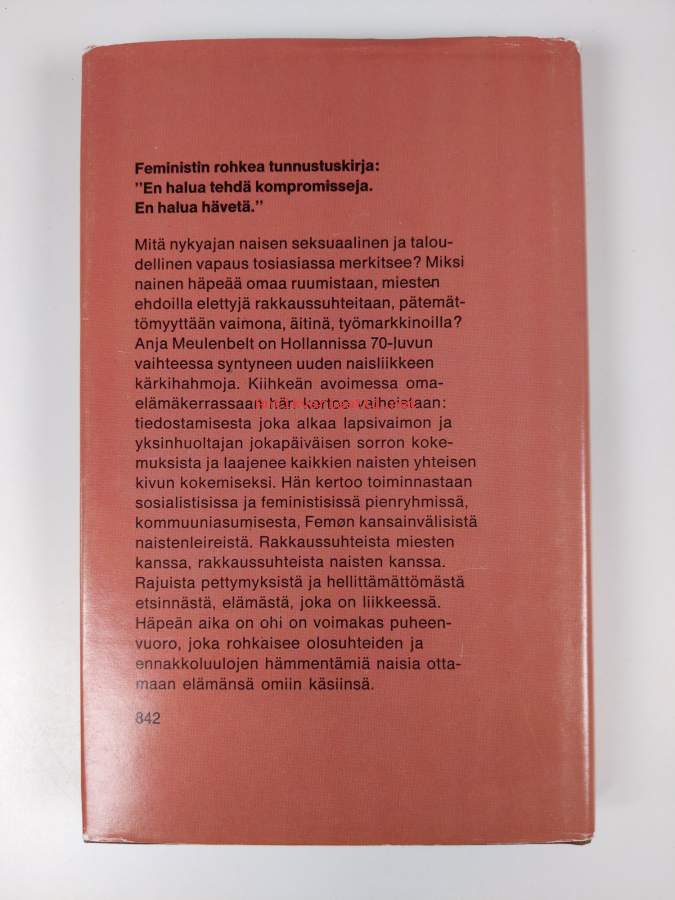 Feministin rohkea tunnustuskirja:
"En halua tehdä kompromisseja.
En halua hävetä."
Mitä nykyajan naisen seksuaalinen ja talou-
dellinen vapaus tosiasiassa merkitsee? Miksi
nainen häpeää omaa ruumistaan, miesten
ehdoilla elettyjä rakkaussuhteitaan, pätemät-
tömyyttään vaimona, äitinä, työmarkkinoilla?
Anja Meulenbelt on Hollannissa 70-luvun
vaihteessa syntyneen uuden naisliikkeen
kärkihahmoja. Kiihkeän avoimessa oma-
elämäkerrassaan hän kertoo vaiheistaan:
tiedostamisesta joka alkaa lapsivaimon ja
yksinhuoltajan jokapäiväisen sorron koke-
muksista ja laajenee kaikkien naisten yhteisen
kivun kokemiseksi. Hän kertoo toiminnastaan
sosialistisissa ja feministisissä pienryhmissä,
kommuuniasumisesta, Femøn kansainvälisistä
naistenleireistä. Rakkaussuhteista miesten
kanssa, rakkaussuhteista naisten kanssa.
Rajuista pettymyksistä ja hellittämättömästä
etsinnästä, elämästä, joka on liikkeessä.
Häpeän aika on ohi on voimakas puheen-
vuoro, joka rohkaisee olosuhteiden ja
ennakkoluulojen hämmentämiä naisia otta-
maan elämänsä omiin käsiinsä.
842